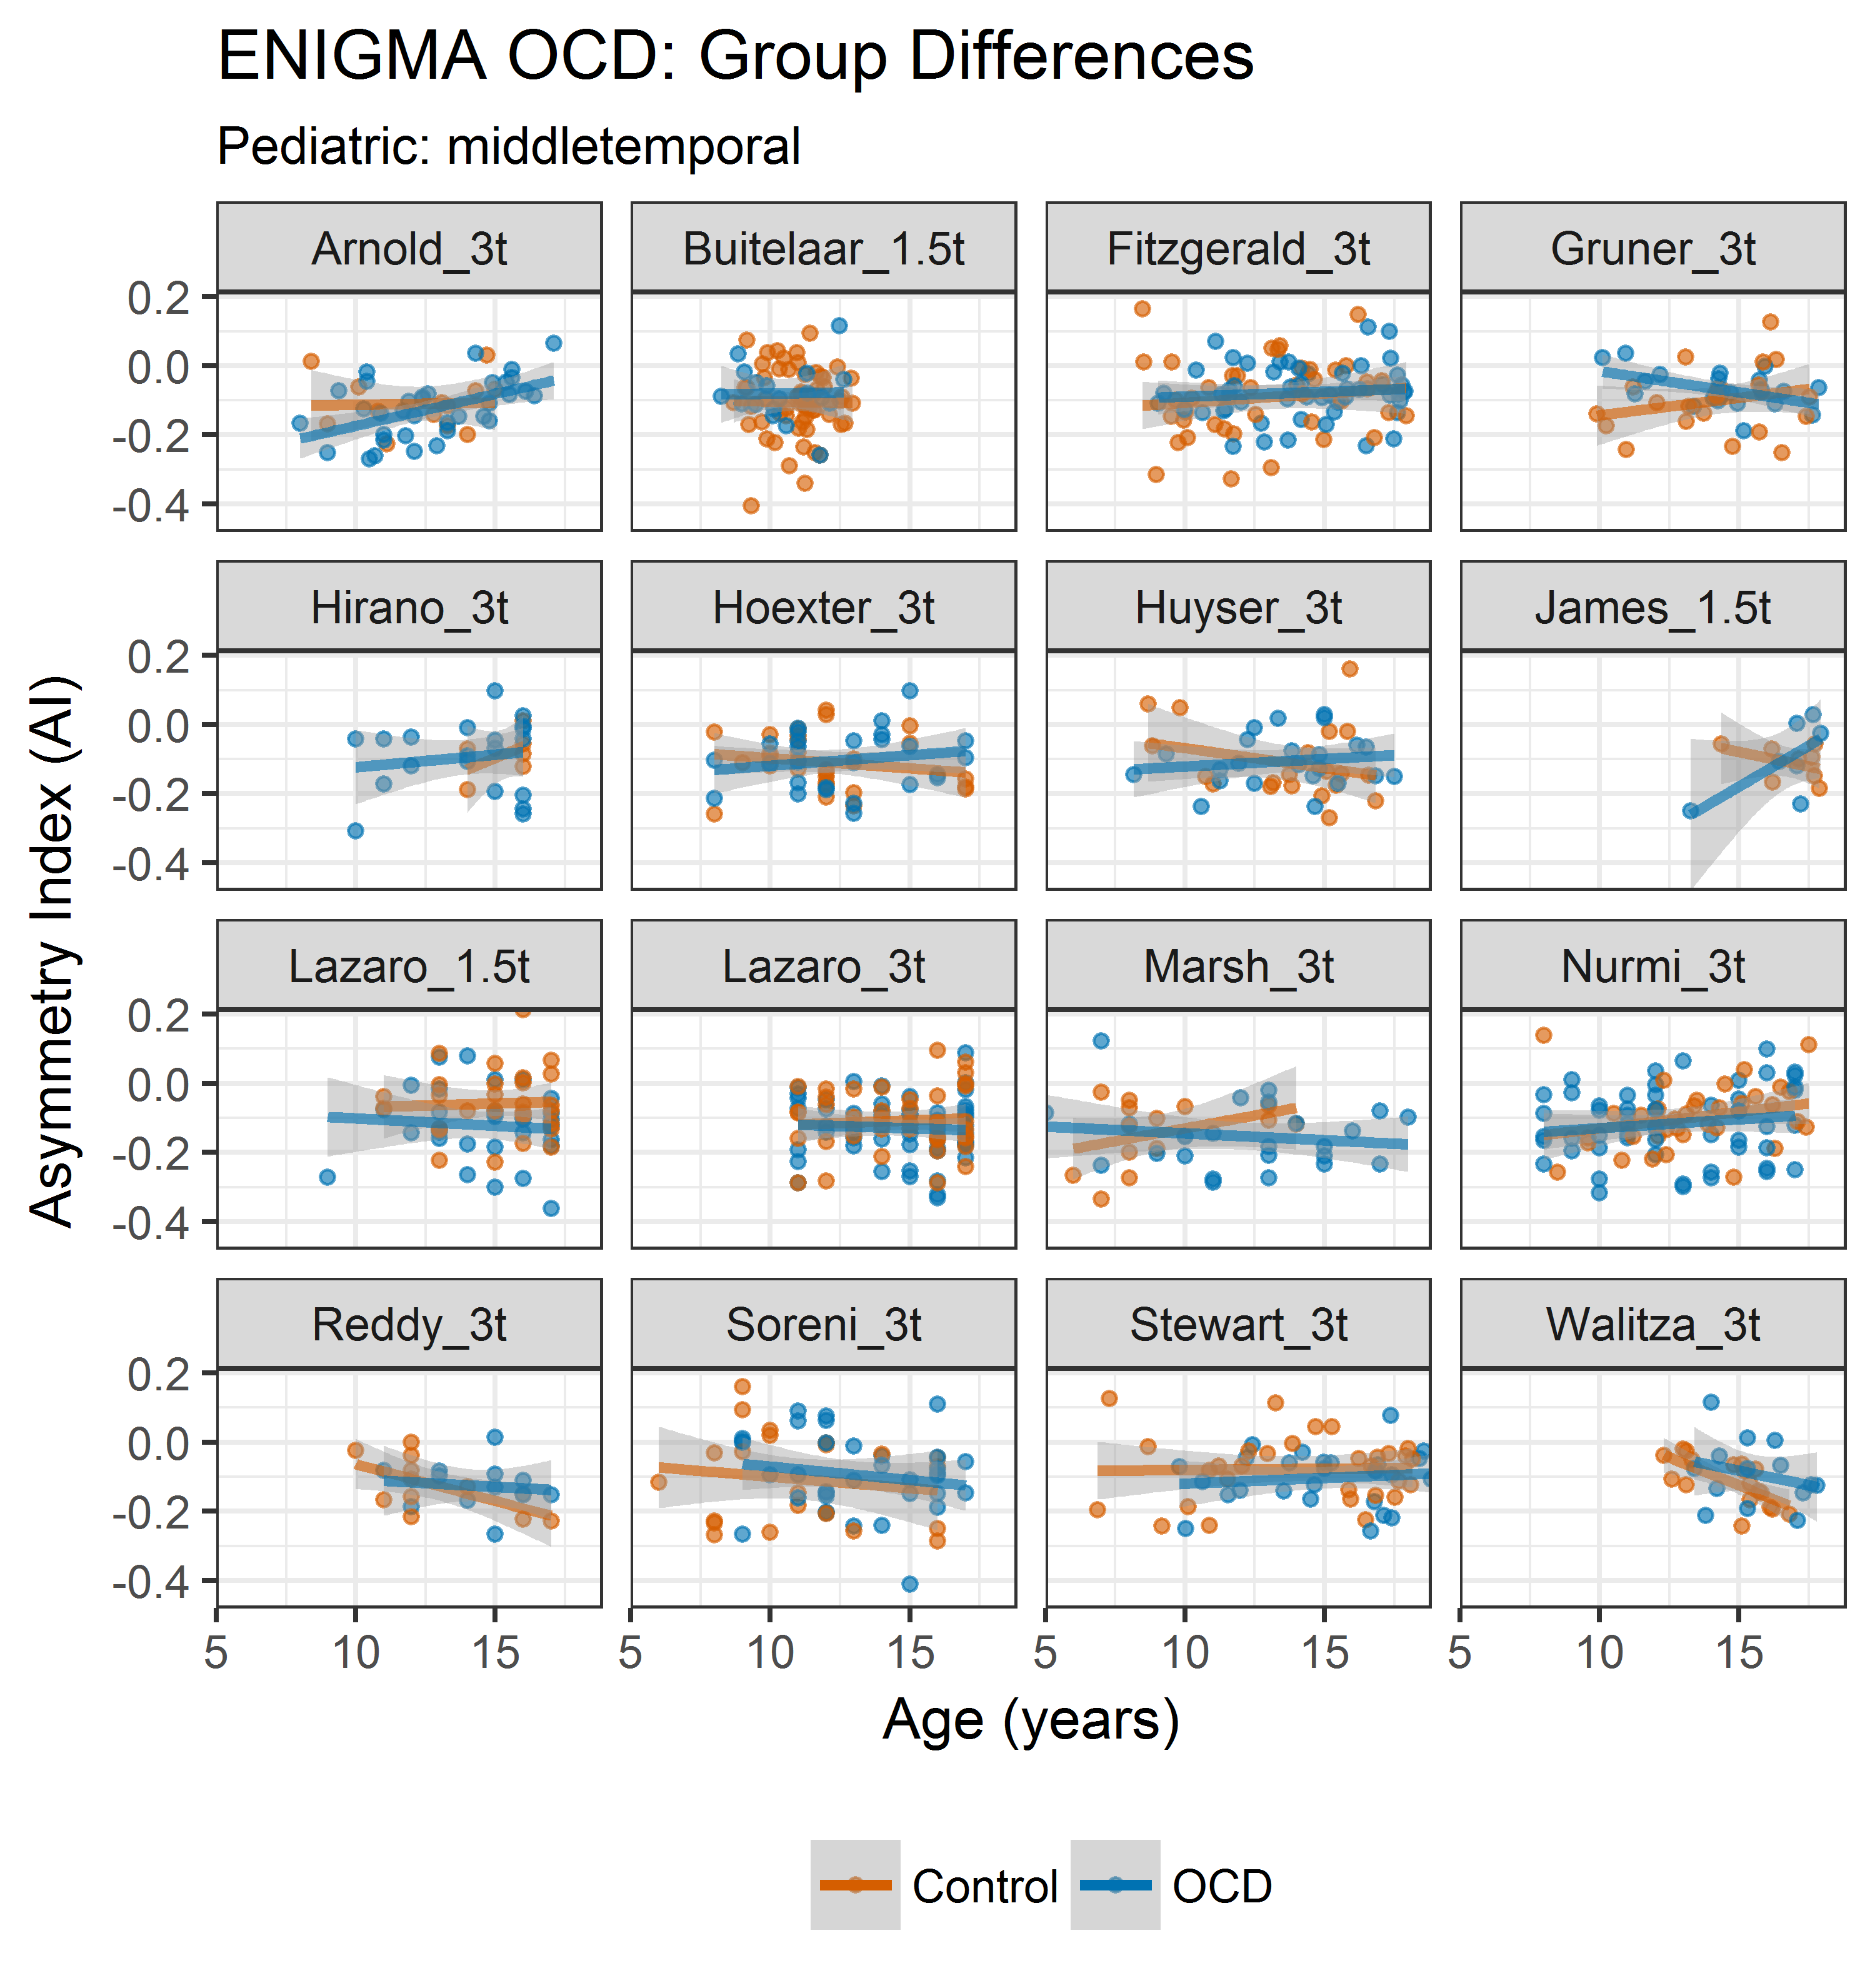 ENIGMA OCD: Group Differences
Pediatric: middletemporal
Arnold_3t Buitelaar_1.5t Fitzgerald_3t Gruner_3t
0.2
0.0
-0.2
-0.4
Hirano_3t Hoexter_3t Huyser_3t James_1.5t
0.2
0.0
-0.2
-0.4
Asymmetry Index (AI)
Lazaro_1.5t Lazaro_3t Marsh_3t Nurmi_3t
0.2
0.0
-0.2
-0.4
Reddy_3t Soreni_3t Stewart_3t Walitza_3t
0.2
0.0
-0.2
-0.4
5 10 15 5 10 15 5 10 15 5 10 15
Age (years)
Control OCD